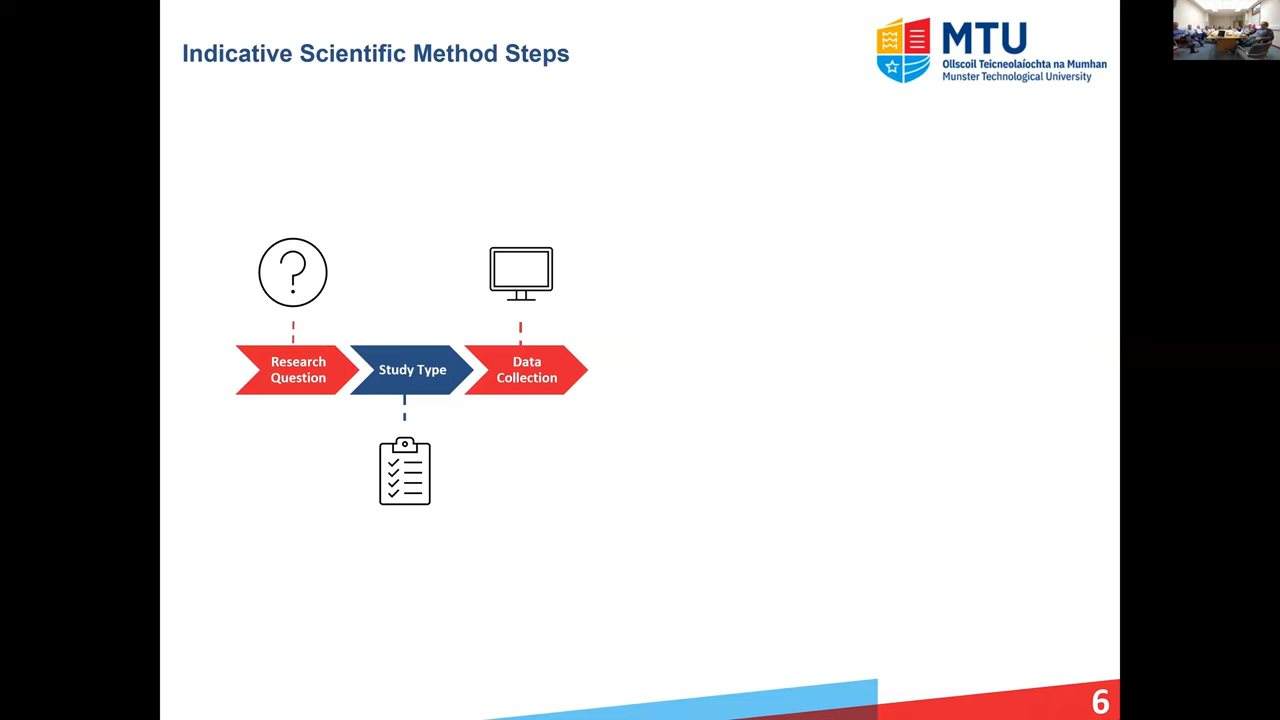 Indicative Scientific Method Steps
MTU
Ollscoil Teicneolaíochta na Mumhan
Munster Technological University
?
Research
Question
Study Type
Data
Collection
6